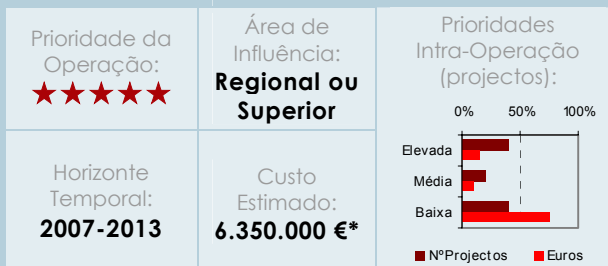 Prioridade da
Operação:
Área de
Influência:
Regional ou
Superior
Prioridades
Intra-Operação
(projectos):
0% 50% 100%
Elevada
Média
Baixa
NºProjectos Euros
Horizonte
Temporal:
2007-2013
Custo
Estimado:
6.350.000 €*